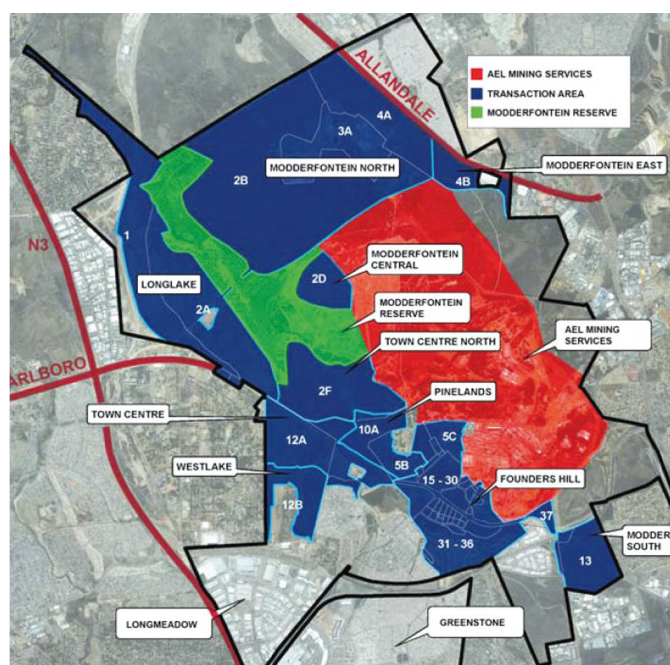 ALLANDALE
AEL MINING SERVICES
TRANSACTION AREA
MODDERFONTEIN RESERVE
4A
3A
MODDERFONTEIN NORTH
MODDERFONTEIN EAST
2B
4B
1
N3
MODDERFONTEIN
CENTRAL
2D
LONGLAKE
2A
MODDERFONTEIN
RESERVE
AEL MINING
SERVICES
TOWN CENTRE NORTH
ARLBORO
2F
PINELANDS
TOWN CENTRE
10A
12A
5C
WESTLAKE
5B
15 - 30
FOUNDERS HILL
12B
37
31 - 36
MODDER
SOUTH
13
LONGMEADOW
GREENSTONE